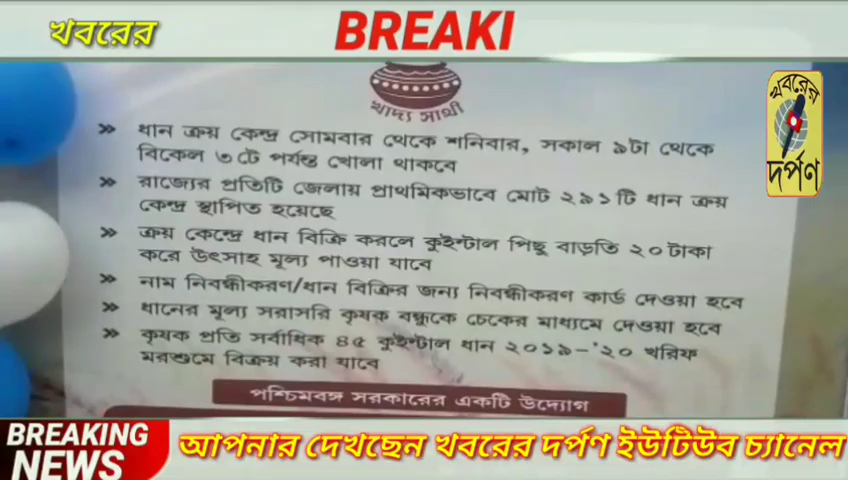 খবরের
BREAKI
খাদ্য সাথী
খবরের
দর্পণ
» ধান ক্রয় কেন্দ্র সোমবার থেকে শনিবার, সকাল ৯টা থেকে
বিকেল ৩ টে পর্যন্ত খোলা থাকবে
» রাজ্যের প্রতিটি জেলায় প্রাথমিকভাবে মোট ২৯১টি ধান ক্রয়
কেন্দ্র স্থাপিত হয়েছে
» ক্রয় কেন্দ্রে ধান বিক্রি করলে কুইন্টাল পিছু বাড়তি ২০ টাকা
করে উৎসাহ মূল্য পাওয়া যাবে
» নাম নিবন্ধীকরণ/ধান বিক্রির জন্য নিবন্ধীকরণ কার্ড দেওয়া হবে
» ধানের মূল্য সরাসরি কৃষক বন্ধুকে চেকের মাধ্যমে দেওয়া হবে
» কৃষক প্রতি সর্বাধিক ৪৫ কুইন্টাল ধান ২০১৯-'২০ খরিফ
মরশুমে বিক্রয় করা যাবে
পশ্চিমবঙ্গ সরকারের একটি উদ্যোগ
BREAKING
NEWS
আপনার দেখছেন খবরের দর্পণ ইউটিউব চ্যানেল